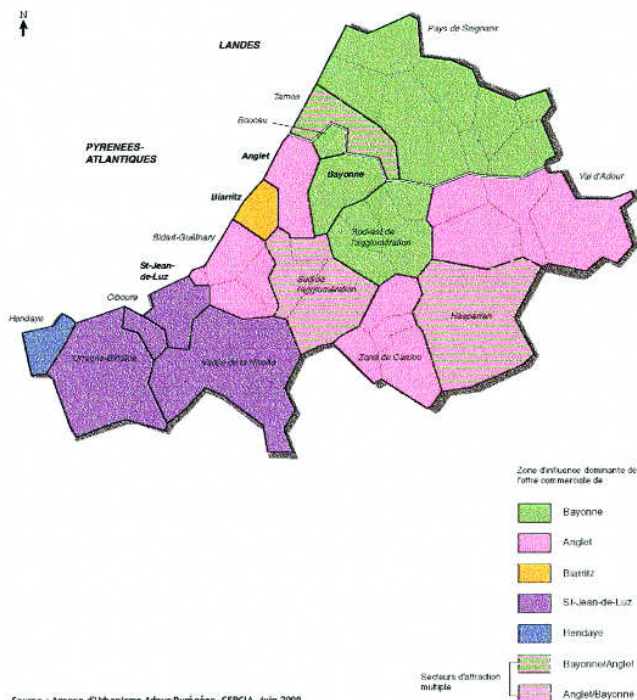 N
LANDES
Pays de Seignanx
Tarnos
Boucau
PYRENEES-
ATLANTIQUES
Anglet
Bayonne
Val d'Adour
Biarritz
Sud-est de
l'agglomération
Bidart-Guéthary
St-Jean-
de-Luz
Sud de
l'agglomération
Ciboure
Hasparren
Hendaye
Zone de Cambo
Vallée de la Nivelle
Zone d'influence dominante de
l'offre commerciale de
Bayonne
Anglet
Biarritz
St-Jean-de-Luz
Hendaye
Bayonne/Anglet
Secteurs d'attraction
multiple
Anglet/Bayonne